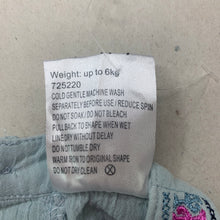 Weight: up to 6kg
725220
COLD GENTLE MACHINE WASH
SEPARATELY BEFORE USE / REDUCE SPIN
DO NOT SOAK / DO NOT BLEACH
PULL BACK TO SHAPE WHEN WET
LINE DRY WITHOUT DELAY
DO NOT TUMBLE DRY
WARM IRON TO ORIGINAL SHAPE
DO NOT DRY CLEAN